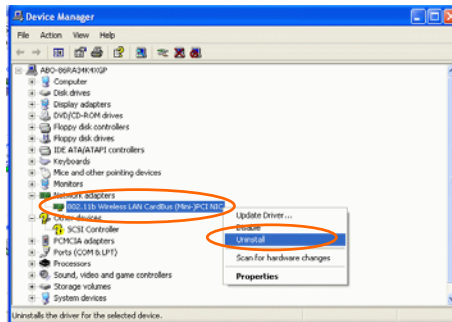 Device Manager
File Action View Help
ABO-86RA34K4XGP
Computer
Disk drives
Display adapters
DVD/CD-ROM drives
Floppy disk controllers
Floppy disk drives
IDE ATA/ATAPI controllers
Keyboards
Mice and other pointing devices
Monitors
Network adapters
802.11b Wireless LAN CardBus (Mini-)PCI NIC
Other devices
SCSI Controller
PCMCIA adapters
Ports (COM & LPT)
Processors
Sound, video and game controllers
Storage volumes
System devices
Update Driver...
Disable
Uninstall
Scan for hardware changes
Properties
Uninstalls the driver for the selected device.